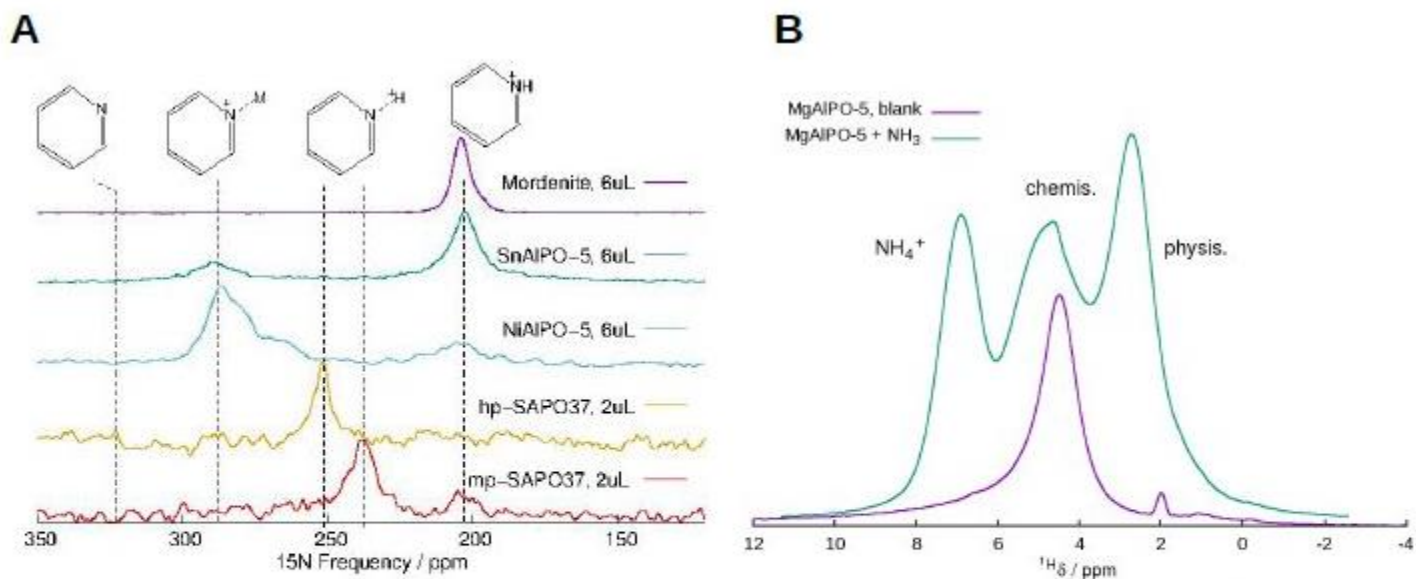 A
N
N
+
M
N
+
H
NH
+
Mordenite, 6uL
SnAlPO-5, 6uL
NiAlPO-5, 6uL
hp-SAPO37, 2uL
mp-SAPO37, 2uL
350 300 250 200 150
15N Frequency / ppm
B
MgAlPO-5, blank
MgAlPO-5 + NH₃
chemis.
NH₄⁺
physis.
12 10 8 6 4 2 0 -2 -4
¹Hδ / ppm